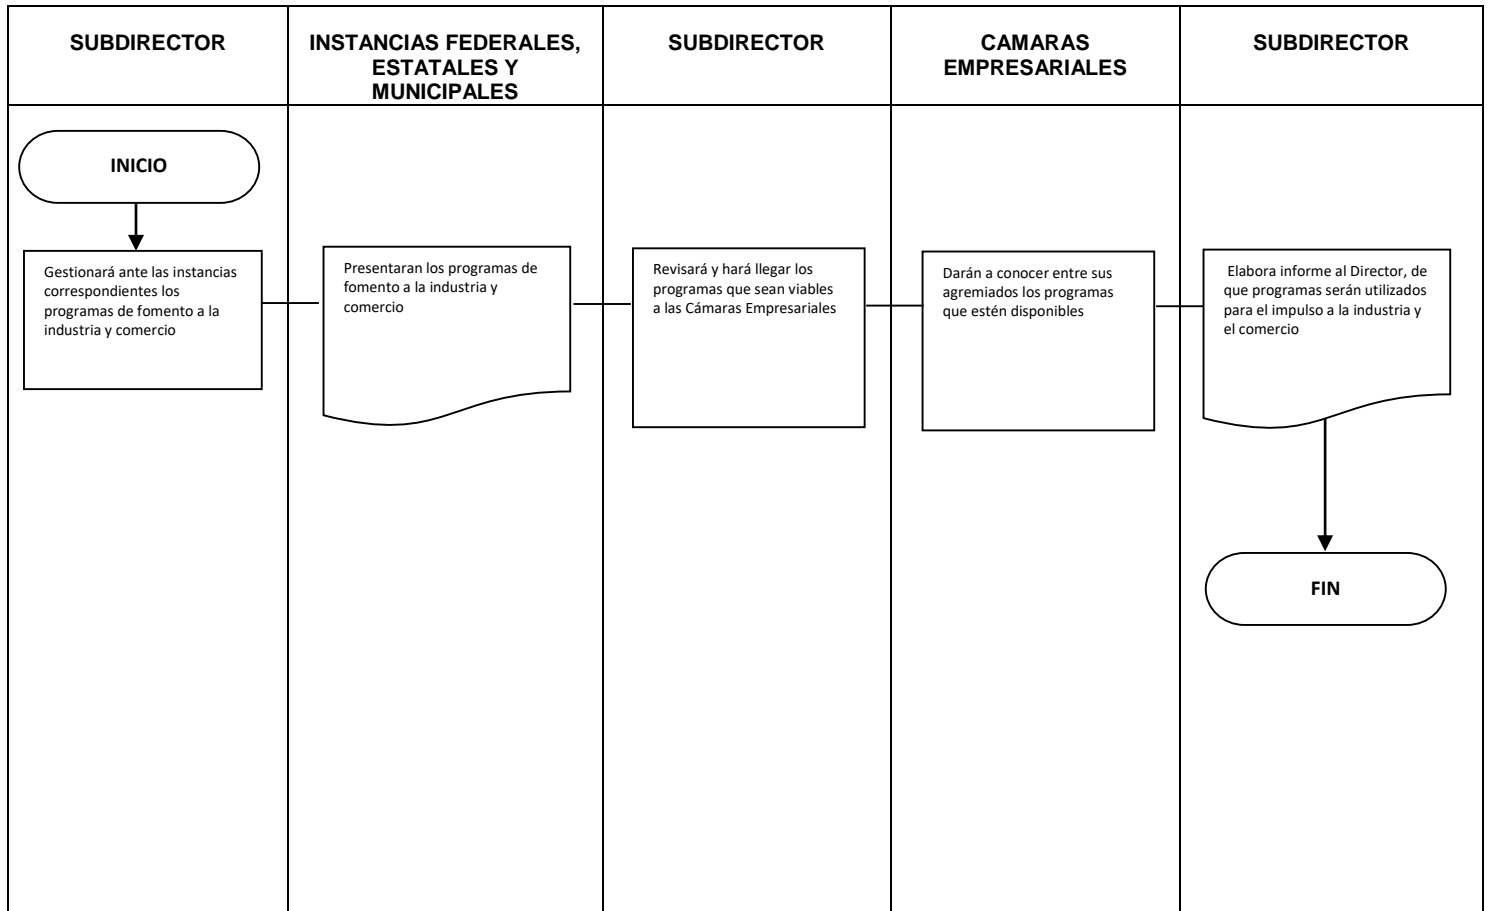 SUBDIRECTOR
INSTANCIAS FEDERALES,
ESTATALES Y
MUNICIPALES
SUBDIRECTOR
CAMARAS
EMPRESARIALES
SUBDIRECTOR
INICIO
Gestionará ante las instancias
correspondientes los
programas de fomento a la
industria y comercio
Presentaran los programas de
fomento a la industria y
comercio
Revisará y hará llegar los
programas que sean viables
a las Cámaras Empresariales
Darán a conocer entre sus
agremiados los programas
que estén disponibles
Elabora informe al Director, de
que programas serán utilizados
para el impulso a la industria y
el comercio
FIN